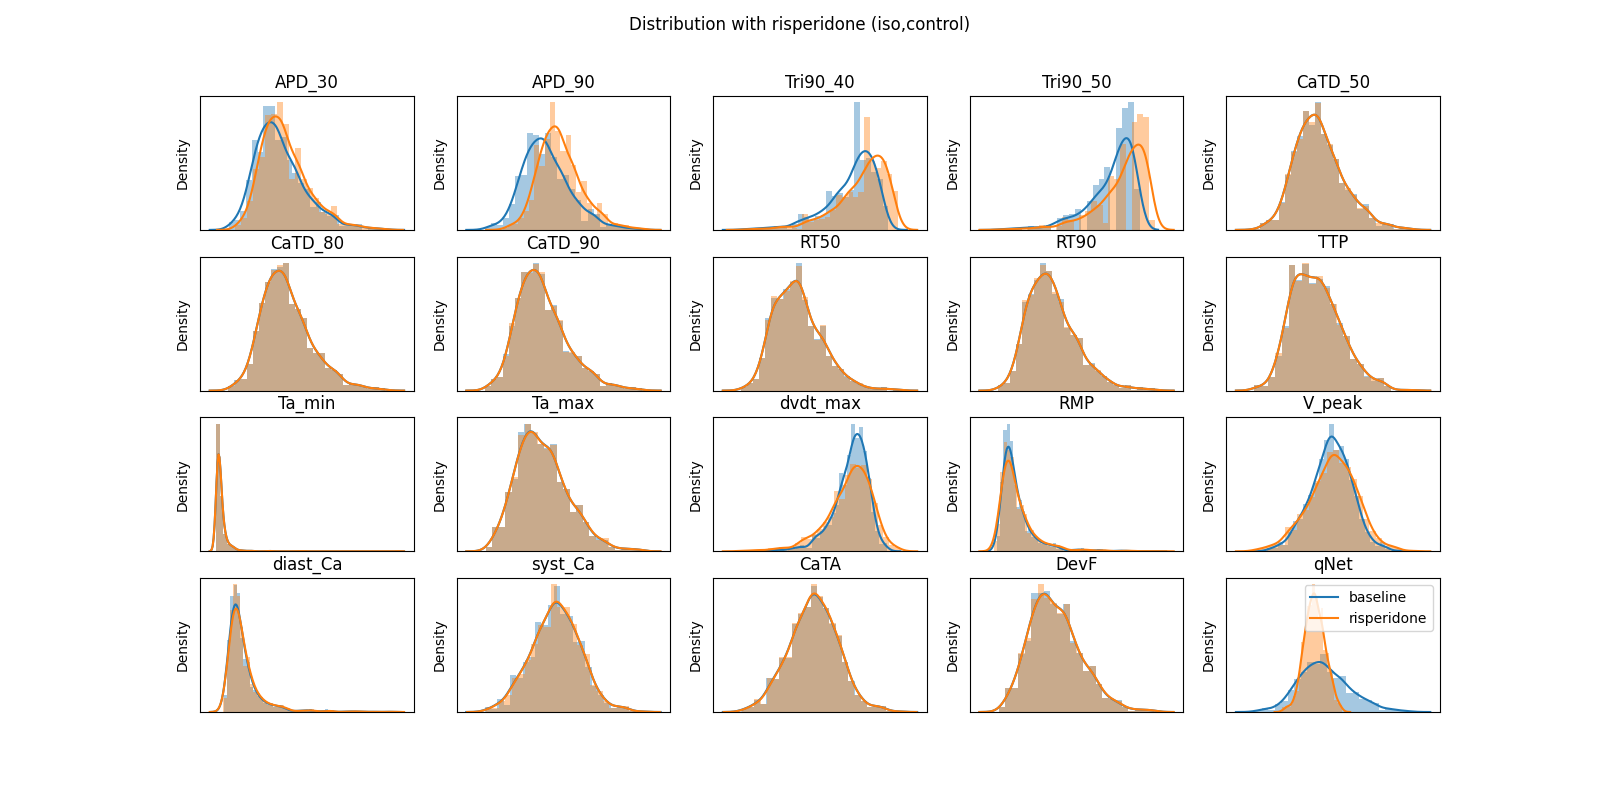 Distribution with risperidone (iso,control)
APD_30
APD_90
Tri90_40
Tri90_50
CaTD_50
Density
Density
Density
Density
Density
CaTD_80
CaTD_90
RT50
RT90
TTP
Density
Density
Density
Density
Density
Ta_min
Ta_max
dvdt_max
RMP
V_peak
Density
Density
Density
Density
Density
diast_Ca
syst_Ca
CaTA
DevF
qNet
Density
Density
Density
Density
Density
baseline
risperidone